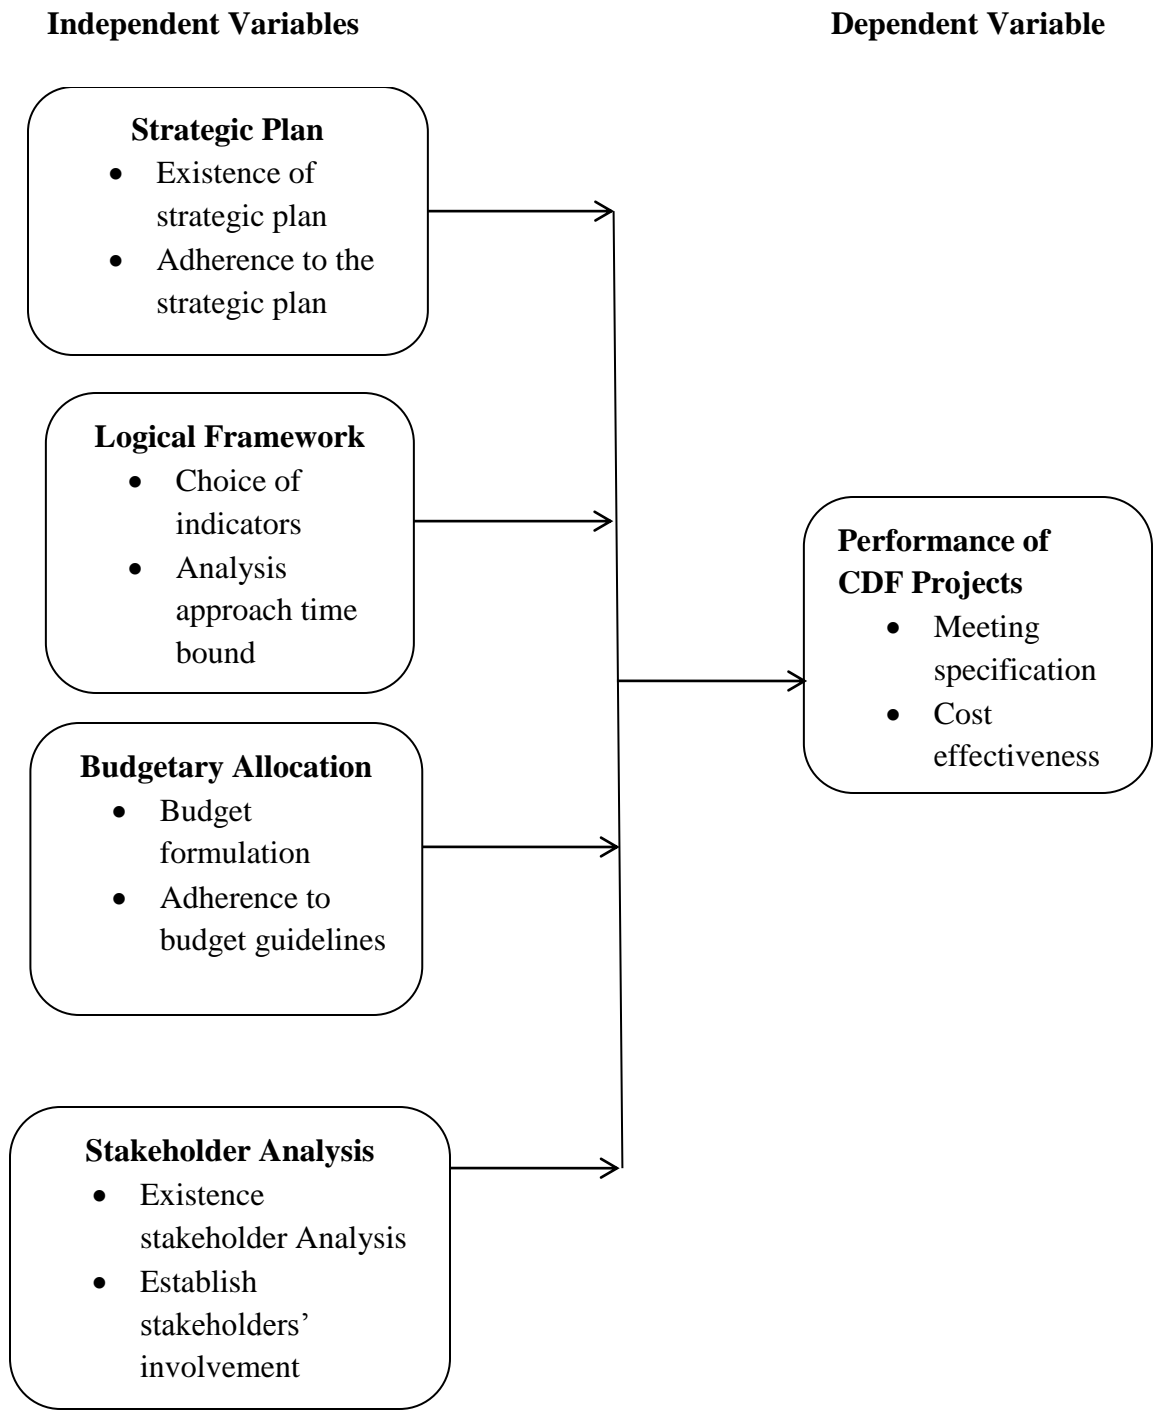 Independent Variables
Dependent Variable
Strategic Plan
• Existence of
strategic plan
• Adherence to the
strategic plan
Logical Framework
• Choice of
indicators
• Analysis
approach time
bound
Budgetary Allocation
• Budget
formulation
• Adherence to
budget guidelines
Stakeholder Analysis
• Existence
stakeholder Analysis
• Establish
stakeholders’
involvement
Performance of
CDF Projects
• Meeting
specification
• Cost
effectiveness